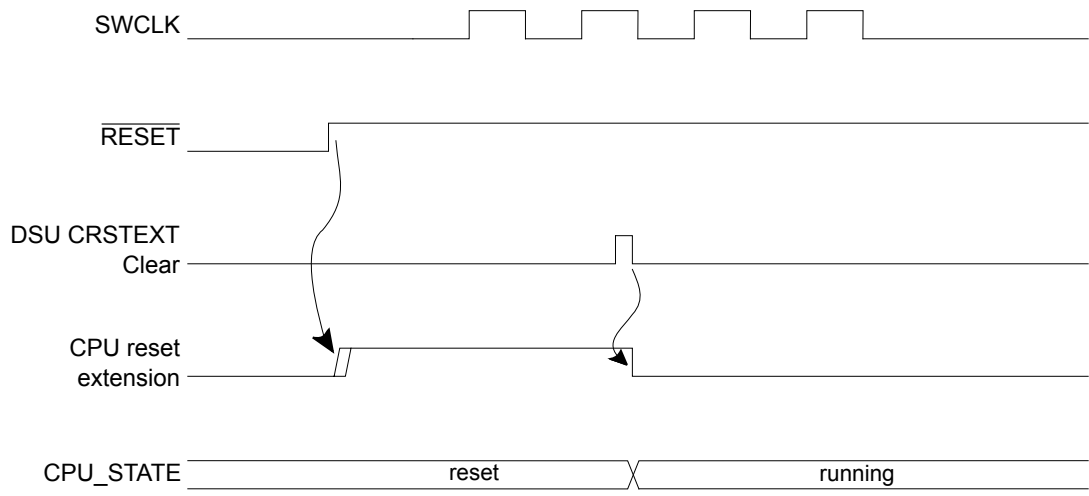 SWCLK
RESET
DSU CRSTEXT
Clear
CPU reset
extension
CPU_STATE
reset
running